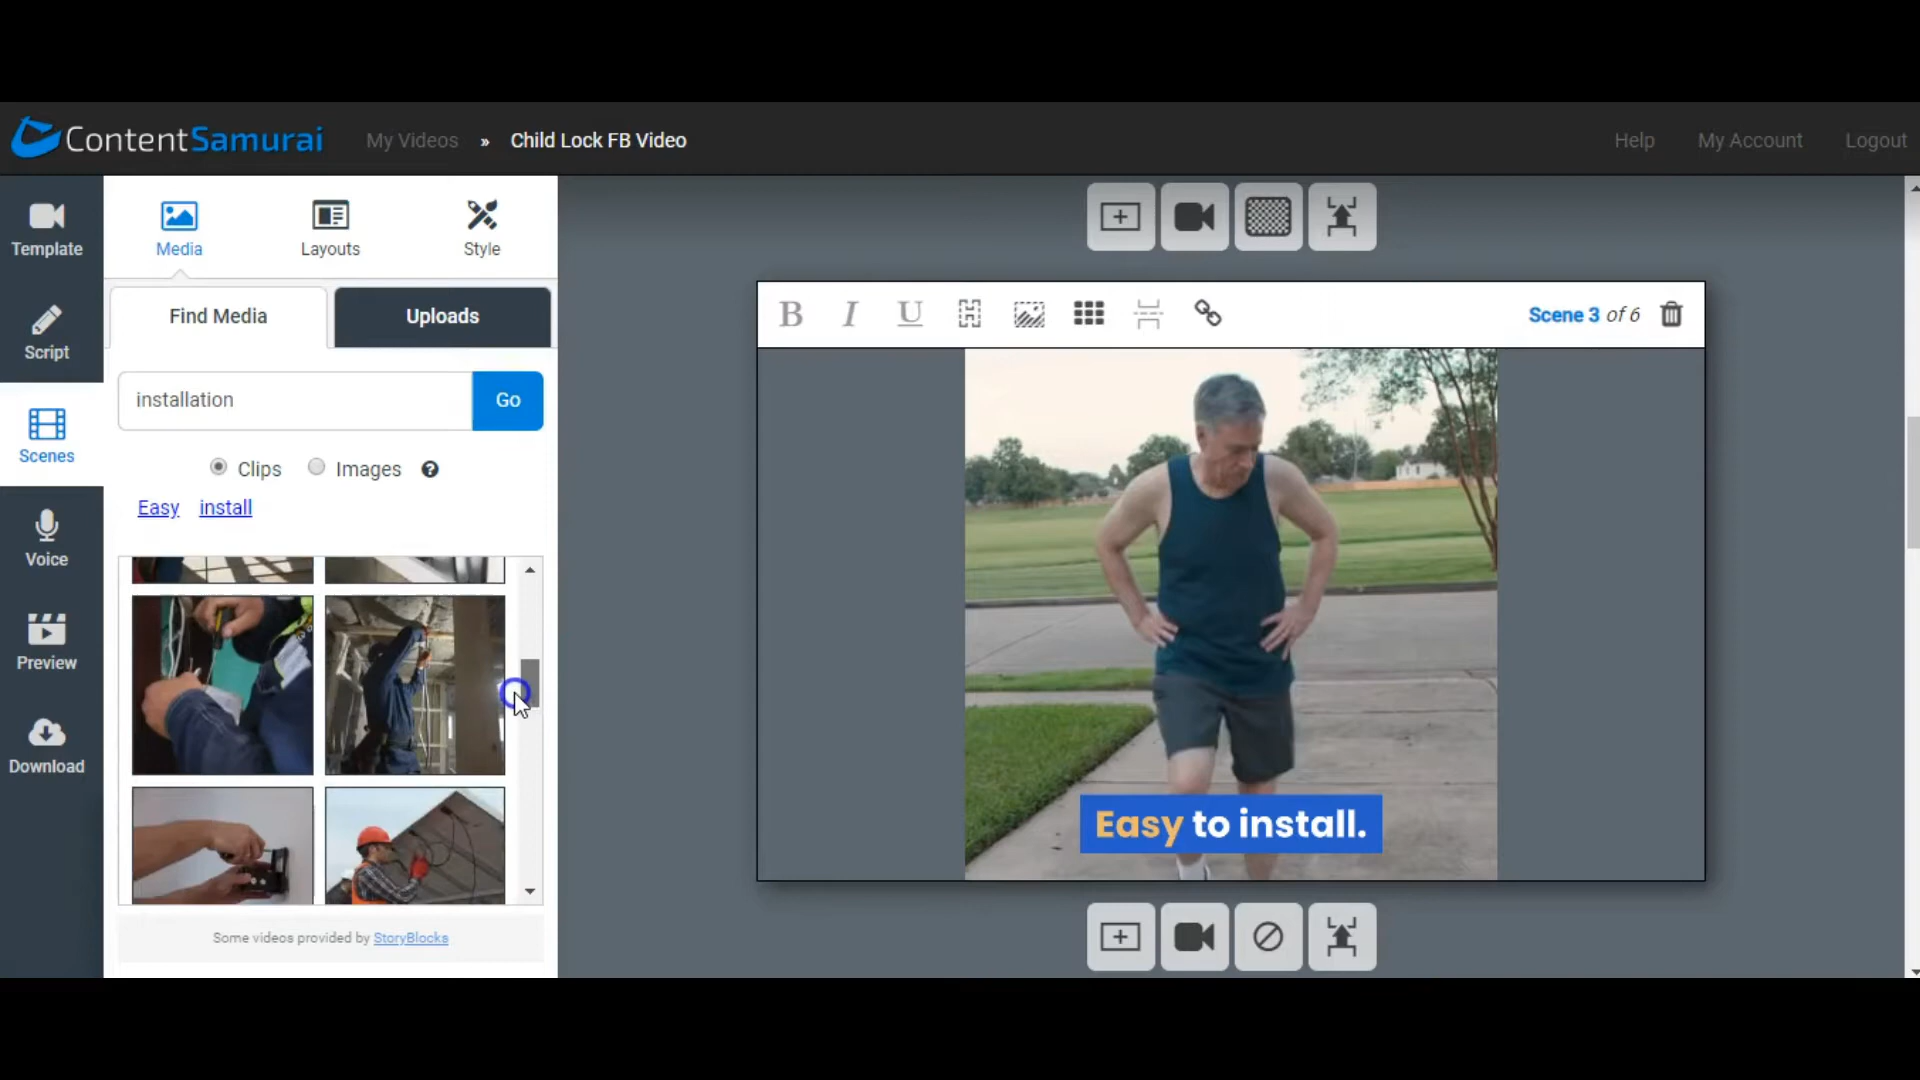 ContentSamurai My Videos » Child Lock FB Video Help My Account Logout
Template
Script
Scenes
Voice
Preview
Download
Media Layouts Style
Find Media Uploads
installation Go
Clips Images ?
Easy install
Some videos provided by StoryBlocks
B I U Scene 3 of 6
Easy to install.